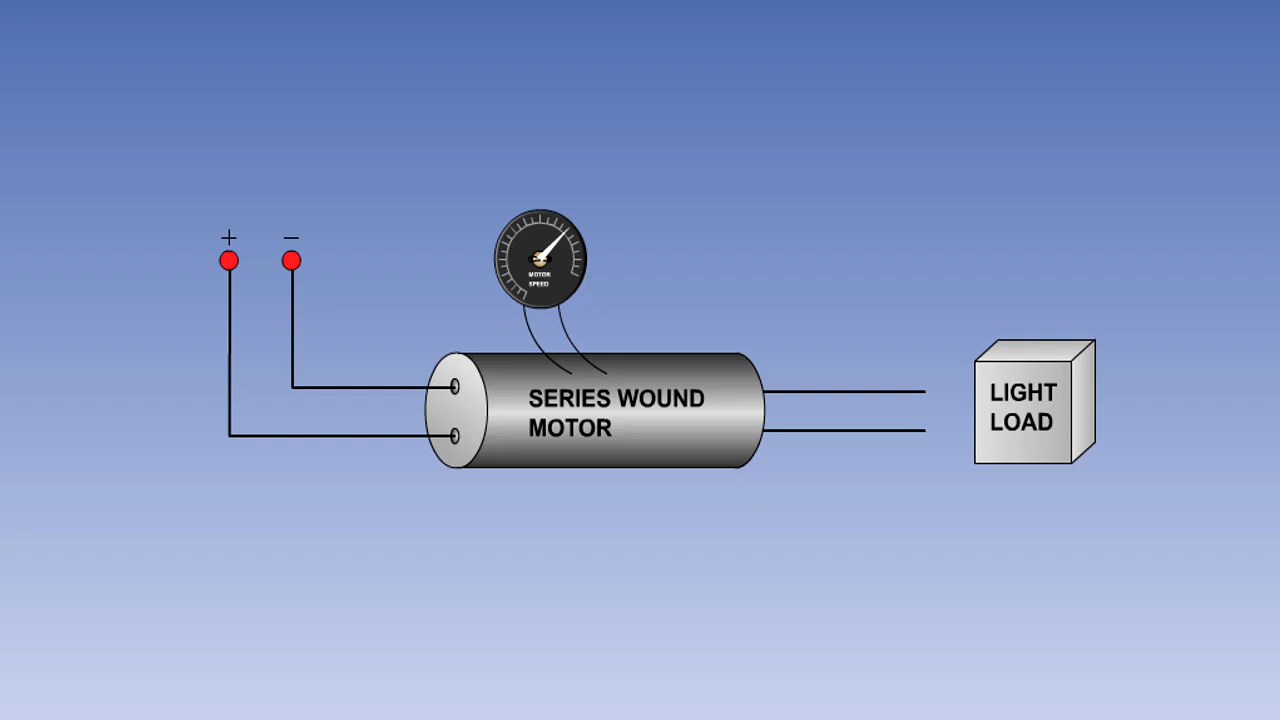 + −
MOTOR
SPEED
SERIES WOUND
MOTOR
LIGHT
LOAD